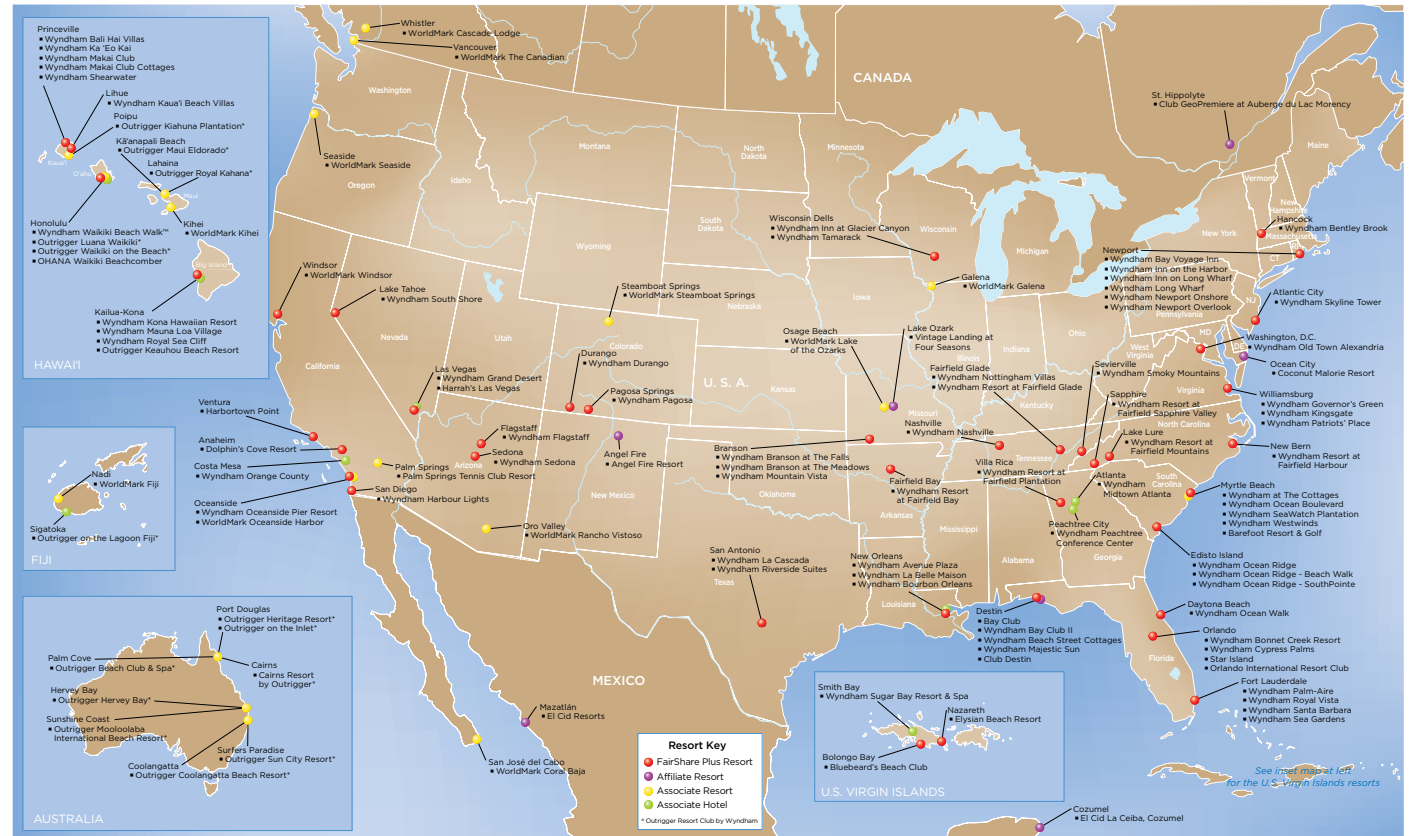 Princeville
▪ Wyndham Bali Hai Villas
▪ Wyndham Ka ‘Eo Kai
▪ Wyndham Makai Club
▪ Wyndham Makai Club Cottages
▪ Wyndham Shearwater
Lihue
▪ Wyndham Kaua‘i Beach Villas
Poipu
▪ Outrigger Kiahuna Plantation*
Kā‘anapali Beach
▪ Outrigger Maui Eldorado*
Lahaina
▪ Outrigger Royal Kahana*
Kaua‘i
O‘ahu
Maui
Honolulu
▪ Wyndham Waikiki Beach Walk™
▪ Outrigger Luana Waikiki*
▪ Outrigger Waikiki on the Beach*
▪ OHANA Waikiki Beachcomber
Kihei
▪ WorldMark Kihei
Big Island
Kailua-Kona
▪ Wyndham Kona Hawaiian Resort
▪ Wyndham Mauna Loa Village
▪ Wyndham Royal Sea Cliff
▪ Outrigger Keauhou Beach Resort
HAWAI‘I
Whistler
▪ WorldMark Cascade Lodge
Vancouver
▪ WorldMark The Canadian
CANADA
St. Hippolyte
▪ Club GeoPremiere at Auberge du Lac Morency
Washington
Seaside
▪ WorldMark Seaside
Oregon
Idaho
Montana
North
Dakota
Minnesota
South
Dakota
Wyoming
Nebraska
Iowa
Wisconsin
Michigan
Maine
Vermont
New
Hampshire
New York
Massachusetts
RI
CT
NJ
Pennsylvania
MD
DE
Ohio
Indiana
Illinois
West
Virginia
Virginia
Kentucky
North Carolina
Tennessee
South
Carolina
Georgia
Alabama
Mississippi
Louisiana
Arkansas
Missouri
Kansas
Oklahoma
Texas
New Mexico
Colorado
Utah
Nevada
California
Arizona
Florida
U. S. A.
MEXICO
Wisconsin Dells
▪ Wyndham Inn at Glacier Canyon
▪ Wyndham Tamarack
Galena
▪ WorldMark Galena
Hancock
▪ Wyndham Bentley Brook
Newport
▪ Wyndham Bay Voyage Inn
▪ Wyndham Inn on the Harbor
▪ Wyndham Inn on Long Wharf
▪ Wyndham Long Wharf
▪ Wyndham Newport Onshore
▪ Wyndham Newport Overlook
Atlantic City
▪ Wyndham Skyline Tower
Washington, D.C.
▪ Wyndham Old Town Alexandria
Ocean City
▪ Coconut Malorie Resort
Williamsburg
▪ Wyndham Governor’s Green
▪ Wyndham Kingsgate
▪ Wyndham Patriots’ Place
New Bern
▪ Wyndham Resort at
Fairfield Harbour
Windsor
▪ WorldMark Windsor
Lake Tahoe
▪ Wyndham South Shore
Steamboat Springs
▪ WorldMark Steamboat Springs
Durango
▪ Wyndham Durango
Pagosa Springs
▪ Wyndham Pagosa
Las Vegas
▪ Wyndham Grand Desert
▪ Harrah’s Las Vegas
Osage Beach
▪ WorldMark Lake
of the Ozarks
Lake Ozark
▪ Vintage Landing at
Four Seasons
Fairfield Glade
▪ Wyndham Nottingham Villas
▪ Wyndham Resort at Fairfield Glade
Sevierville
▪ Wyndham Smoky Mountains
Sapphire
▪ Wyndham Resort at
Fairfield Sapphire Valley
Lake Lure
▪ Wyndham Resort at
Fairfield Mountains
Nashville
▪ Wyndham Nashville
Ventura
▪ Harbortown Point
Anaheim
▪ Dolphin’s Cove Resort
Costa Mesa
▪ Wyndham Orange County
Oceanside
▪ Wyndham Oceanside Pier Resort
▪ WorldMark Oceanside Harbor
San Diego
▪ Wyndham Harbour Lights
Palm Springs
▪ Palm Springs Tennis Club Resort
Flagstaff
▪ Wyndham Flagstaff
Sedona
▪ Wyndham Sedona
Angel Fire
▪ Angel Fire Resort
Oro Valley
▪ WorldMark Rancho Vistoso
Branson
▪ Wyndham Branson at The Falls
▪ Wyndham Branson at The Meadows
▪ Wyndham Mountain Vista
Fairfield Bay
▪ Wyndham Resort
at Fairfield Bay
Villa Rica
▪ Wyndham Resort at
Fairfield Plantation
Atlanta
▪ Wyndham
Midtown Atlanta
Peachtree City
▪ Wyndham Peachtree
Conference Center
Myrtle Beach
▪ Wyndham at The Cottages
▪ Wyndham Ocean Boulevard
▪ Wyndham SeaWatch Plantation
▪ Wyndham Westwinds
▪ Barefoot Resort & Golf
Edisto Island
▪ Wyndham Ocean Ridge
▪ Wyndham Ocean Ridge - Beach Walk
▪ Wyndham Ocean Ridge - SouthPointe
San Antonio
▪ Wyndham La Cascada
▪ Wyndham Riverside Suites
New Orleans
▪ Wyndham Avenue Plaza
▪ Wyndham La Belle Maison
▪ Wyndham Bourbon Orleans
Destin
▪ Bay Club
▪ Wyndham Bay Club II
▪ Wyndham Beach Street Cottages
▪ Wyndham Majestic Sun
▪ Club Destin
Daytona Beach
▪ Wyndham Ocean Walk
Orlando
▪ Wyndham Bonnet Creek Resort
▪ Wyndham Cypress Palms
▪ Star Island
▪ Orlando International Resort Club
Fort Lauderdale
▪ Wyndham Palm-Aire
▪ Wyndham Royal Vista
▪ Wyndham Santa Barbara
▪ Wyndham Sea Gardens
Nadi
▪ WorldMark Fiji
Sigatoka
▪ Outrigger on the Lagoon Fiji*
FIJI
Port Douglas
▪ Outrigger Heritage Resort*
▪ Outrigger on the Inlet*
Palm Cove
▪ Outrigger Beach Club & Spa*
Cairns
▪ Cairns Resort
by Outrigger*
Hervey Bay
▪ Outrigger Hervey Bay*
Sunshine Coast
▪ Outrigger Mooloolaba
International Beach Resort*
Surfers Paradise
▪ Outrigger Sun City Resort*
Coolangatta
▪ Outrigger Coolangatta Beach Resort*
AUSTRALIA
Mazatlán
▪ El Cid Resorts
San José del Cabo
▪ WorldMark Coral Baja
Resort Key
FairShare Plus Resort
Affiliate Resort
Associate Resort
Associate Hotel
* Outrigger Resort Club by Wyndham
Smith Bay
▪ Wyndham Sugar Bay Resort & Spa
Nazareth
▪ Elysian Beach Resort
Bolongo Bay
▪ Bluebeard’s Beach Club
U.S. VIRGIN ISLANDS
See inset map at left
for the U.S. Virgin Islands resorts
Cozumel
▪ El Cid La Ceiba, Cozumel